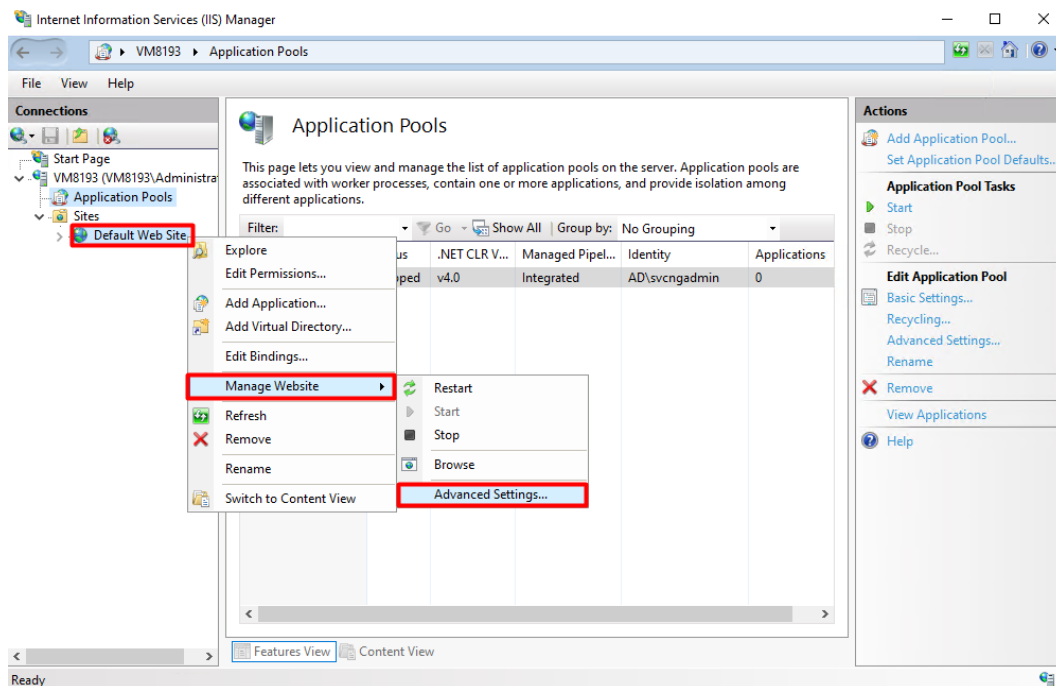 Internet Information Services (IIS) Manager
VM8193 Application Pools
File View Help
Connections
Start Page
VM8193 (VM8193\Administra
Application Pools
Sites
Default Web Site
Application Pools
This page lets you view and manage the list of application pools on the server. Application pools are
associated with worker processes, contain one or more applications, and provide isolation among
different applications.
Filter: Go Show All Group by: No Grouping
us .NET CLR V... Managed Pipel... Identity Applications
pped v4.0 Integrated AD\svcngadmin 0
Explore
Edit Permissions...
Add Application...
Add Virtual Directory...
Edit Bindings...
Manage Website
Refresh
Remove
Rename
Switch to Content View
Restart
Start
Stop
Browse
Advanced Settings...
Features View Content View
Actions
Add Application Pool...
Set Application Pool Defaults...
Application Pool Tasks
Start
Stop
Recycle...
Edit Application Pool
Basic Settings...
Recycling...
Advanced Settings...
Rename
Remove
View Applications
Help
Ready